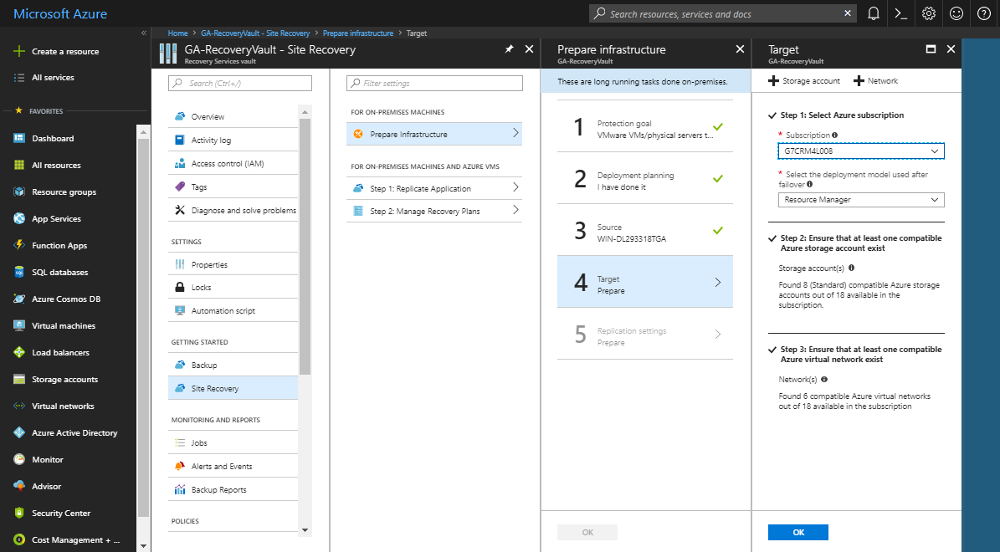 Microsoft Azure
Search resources, services and docs
Home > GA-RecoveryVault - Site Recovery > Prepare infrastructure > Target
Create a resource
All services
FAVORITES
Dashboard
All resources
Resource groups
App Services
Function Apps
SQL databases
Azure Cosmos DB
Virtual machines
Load balancers
Storage accounts
Virtual networks
Azure Active Directory
Monitor
Advisor
Security Center
Cost Management + ...
GA-RecoveryVault - Site Recovery
Recovery Services vault
Search (Ctrl+/)
Overview
Activity log
Access control (IAM)
Tags
Diagnose and solve problems
SETTINGS
Properties
Locks
Automation script
GETTING STARTED
Backup
Site Recovery
MONITORING AND REPORTS
Jobs
Alerts and Events
Backup Reports
POLICIES
Filter settings
FOR ON-PREMISES MACHINES
Prepare Infrastructure
FOR ON-PREMISES MACHINES AND AZURE VMS
Step 1: Replicate Application
Step 2: Manage Recovery Plans
Prepare infrastructure
GA-RecoveryVault
These are long running tasks done on-premises.
1
Protection goal
VMware VMs/physical servers t...
2
Deployment planning
I have done it
3
Source
WIN-DL293318TGA
4
Target
Prepare
5
Replication settings
Prepare
OK
Target
GA-RecoveryVault
Storage account
Network
Step 1: Select Azure subscription
* Subscription
G7CRM4L008
* Select the deployment model used after
failover
Resource Manager
Step 2: Ensure that at least one compatible
Azure storage account exist
Storage account(s)
Found 8 (Standard) compatible Azure storage
accounts out of 18 available in the
subscription.
Step 3: Ensure that at least one compatible
Azure virtual network exist
Network(s)
Found 6 compatible Azure virtual networks
out of 18 available in the subscription
OK